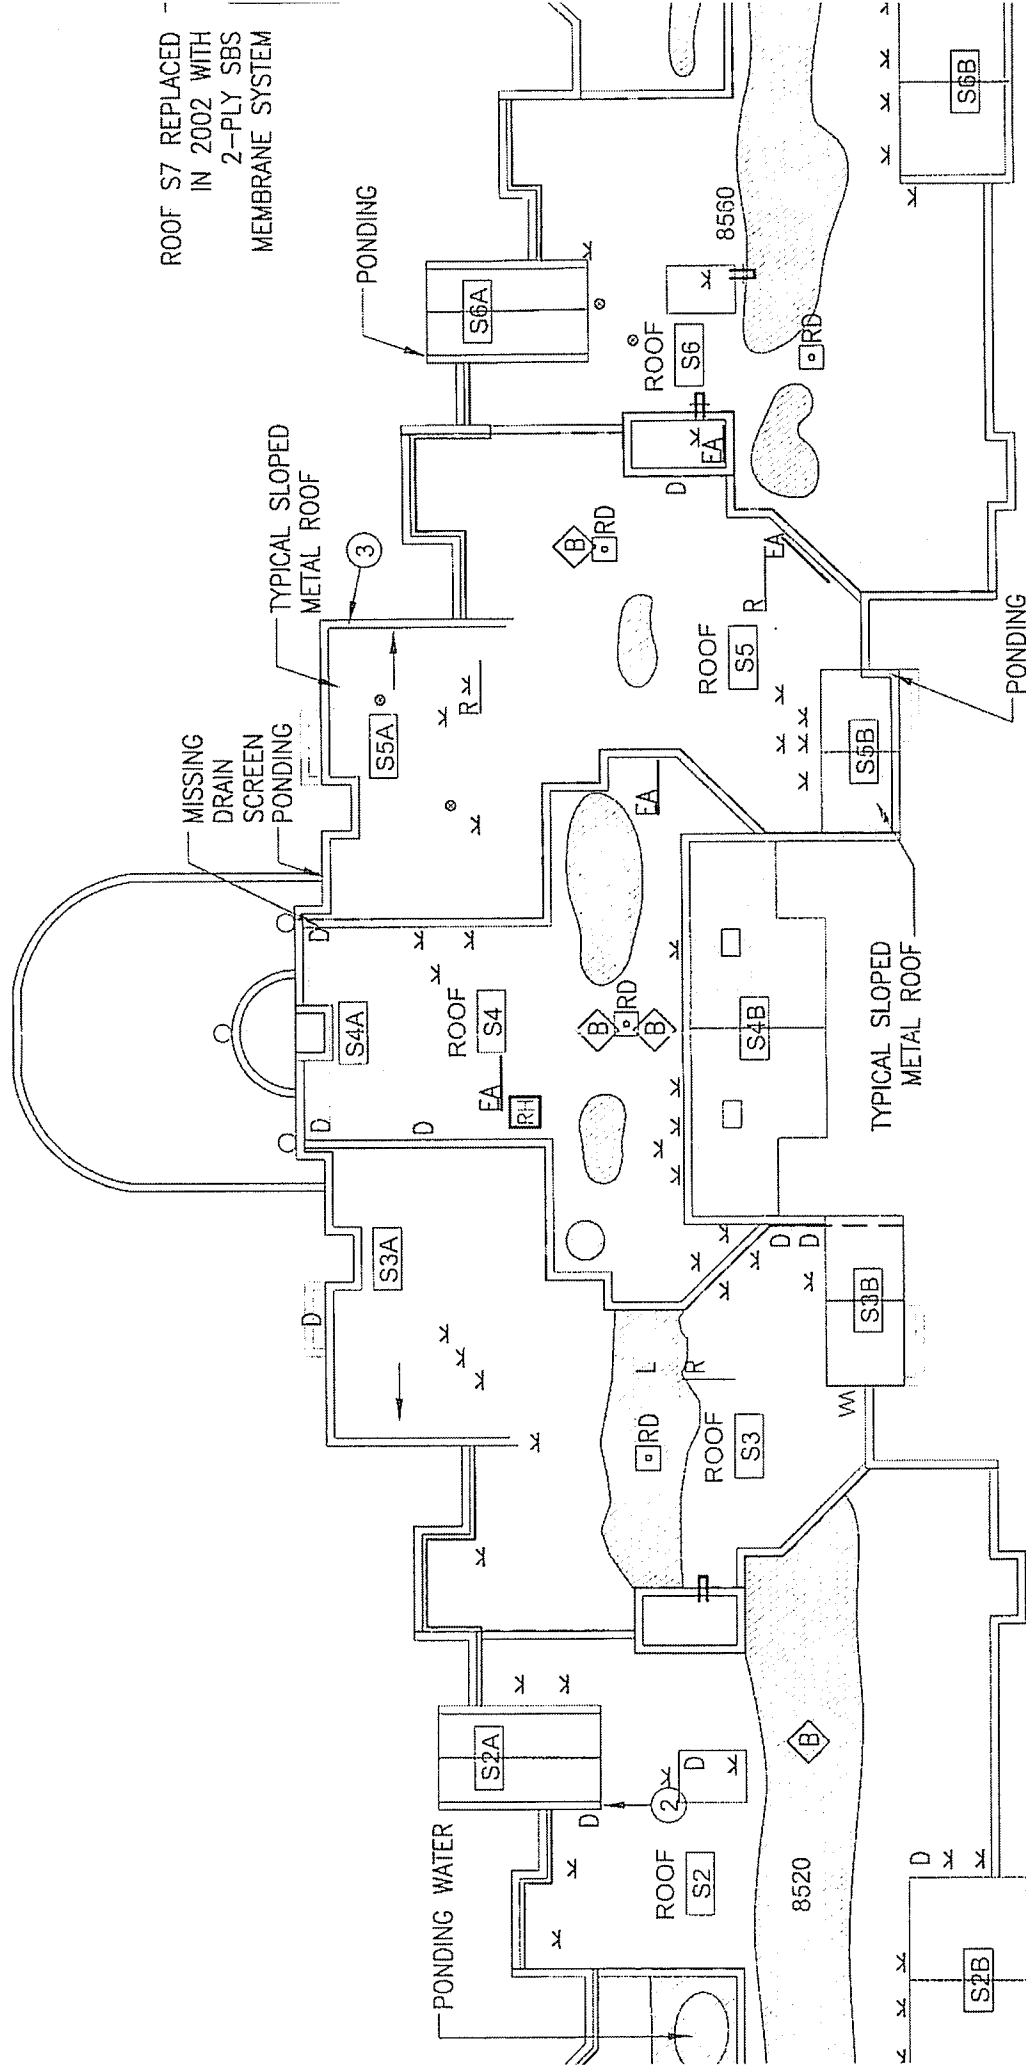 ROOF S7 REPLACED -
IN 2002 WITH
2-PLY SBS
MEMBRANE SYSTEM
PONDING
TYPICAL SLOPED
METAL ROOF
3
MISSING
DRAIN
SCREEN
PONDING
PONDING WATER
S2A
D
2
D
ROOF
S2
8520
B
D
S2B
D
S3A
L
R
RD
ROOF
S3
W
S3B
D
D
D
D
D
S4A
ROOF
S4
EA
RH
B
RD
B
EA
S4B
TYPICAL SLOPED
METAL ROOF
S5A
R
B
RD
ROOF
S5
R
EA
S5B
PONDING
S6A
ROOF
S6
D
EA
RD
8560
S6B